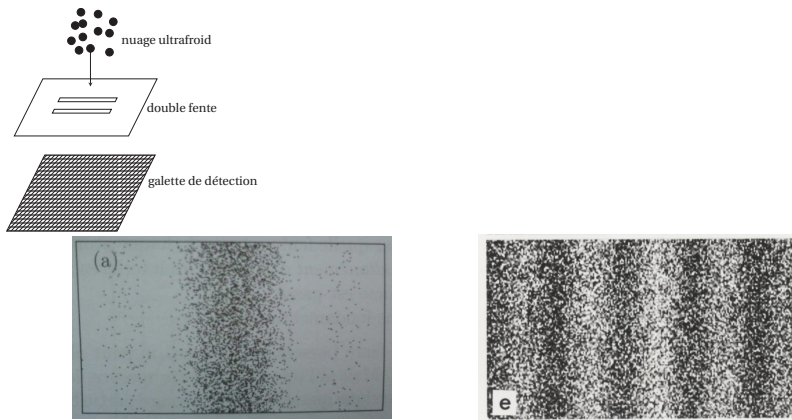 nuage ultrafroid
double fente
galette de détection
(a)
e